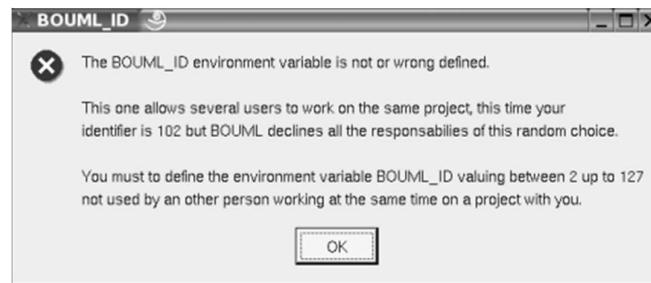 BOUML_ID
The BOUML_ID environment variable is not or wrong defined.
This one allows several users to work on the same project, this time your
identifier is 102 but BOUML declines all the responsabilies of this random choice.
You must to define the environment variable BOUML_ID valuing between 2 up to 127
not used by an other person working at the same time on a project with you.
OK